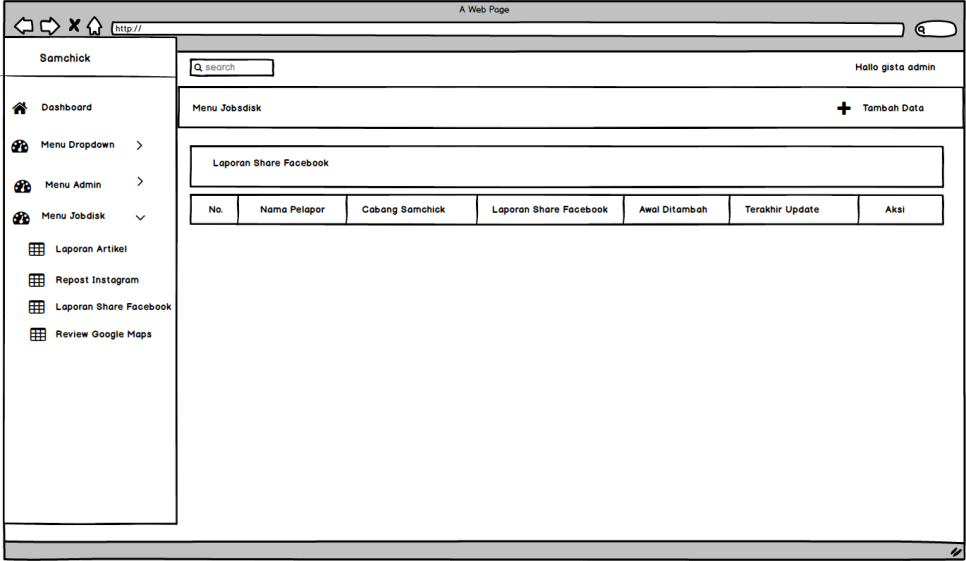 A Web Page
http://
Samchick
search
Hallo gista admin
Dashboard
Menu Jobsdisk
Tambah Data
Menu Dropdown
Menu Admin
Menu Jobdisk
Laporan Artikel
Repost Instagram
Laporan Share Facebook
Review Google Maps
Laporan Share Facebook
No. Nama Pelapor Cabang Samchick Laporan Share Facebook Awal Ditambah Terakhir Update Aksi